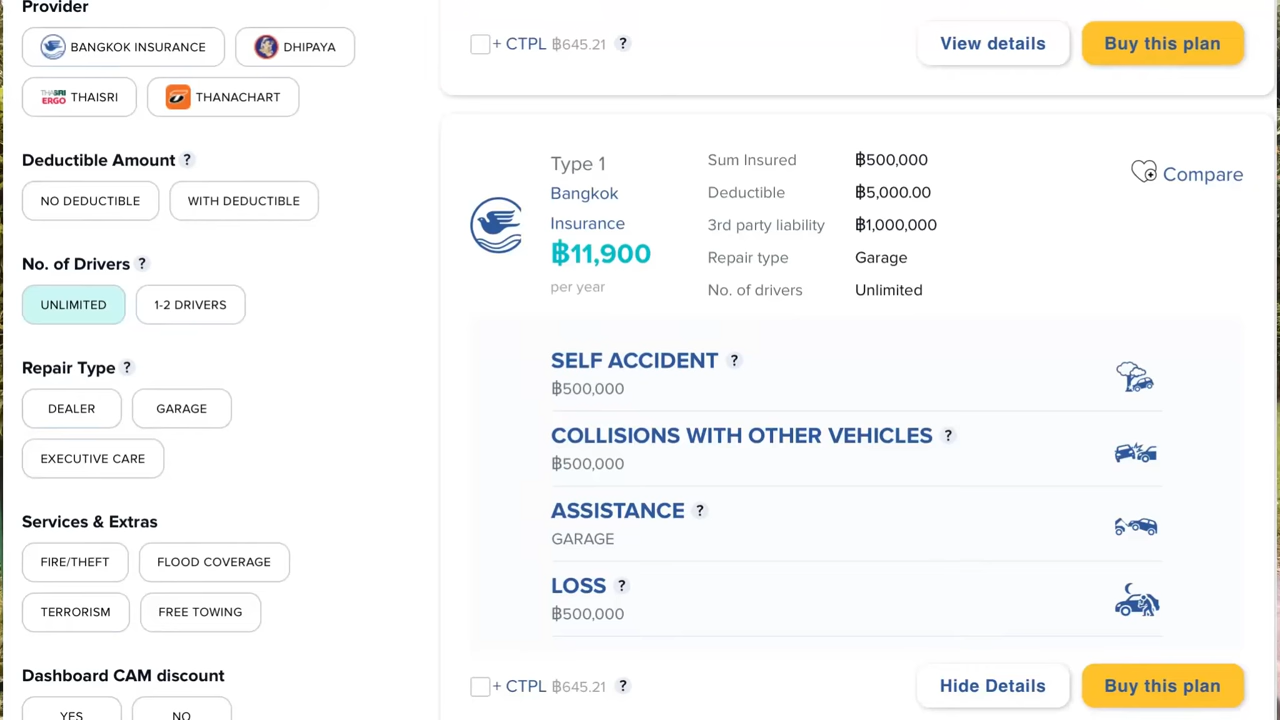 Provider
BANGKOK INSURANCE
DHIPAYA
THAISRI ERGO THAISRI
THANACHART
Deductible Amount ?
NO DEDUCTIBLE
WITH DEDUCTIBLE
No. of Drivers ?
UNLIMITED
1-2 DRIVERS
Repair Type ?
DEALER
GARAGE
EXECUTIVE CARE
Services & Extras
FIRE/THEFT
FLOOD COVERAGE
TERRORISM
FREE TOWING
Dashboard CAM discount
YES
NO
+ CTPL ฿645.21 ?
View details
Buy this plan
Type 1
Bangkok
Insurance
฿11,900
per year
Sum Insured ฿500,000
Deductible ฿5,000.00
3rd party liability ฿1,000,000
Repair type Garage
No. of drivers Unlimited
Compare
SELF ACCIDENT ?
฿500,000
COLLISIONS WITH OTHER VEHICLES ?
฿500,000
ASSISTANCE ?
GARAGE
LOSS ?
฿500,000
+ CTPL ฿645.21 ?
Hide Details
Buy this plan